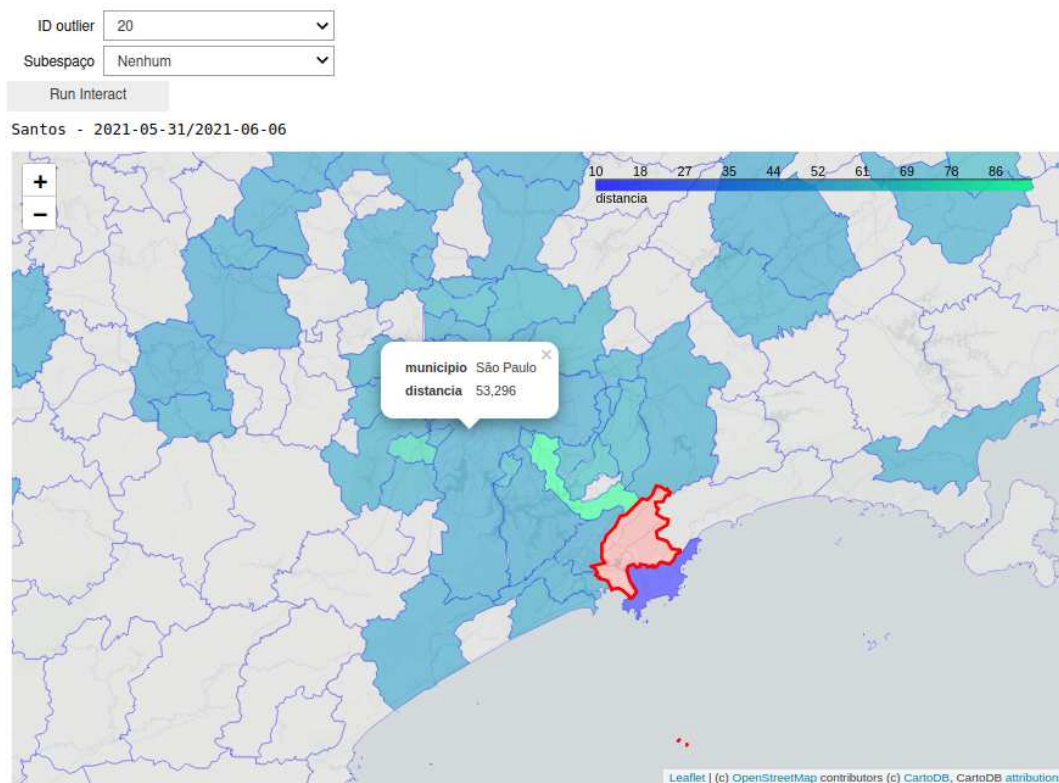 ID outlier 20
Subespaço Nenhum
Run Interact
Santos - 2021-05-31/2021-06-06
+
−
10 18 27 35 44 52 61 69 78 86
distancia
×
municipio São Paulo
distancia 53,296
Leaflet | (c) OpenStreetMap contributors (c) CartoDB, CartoDB attribution